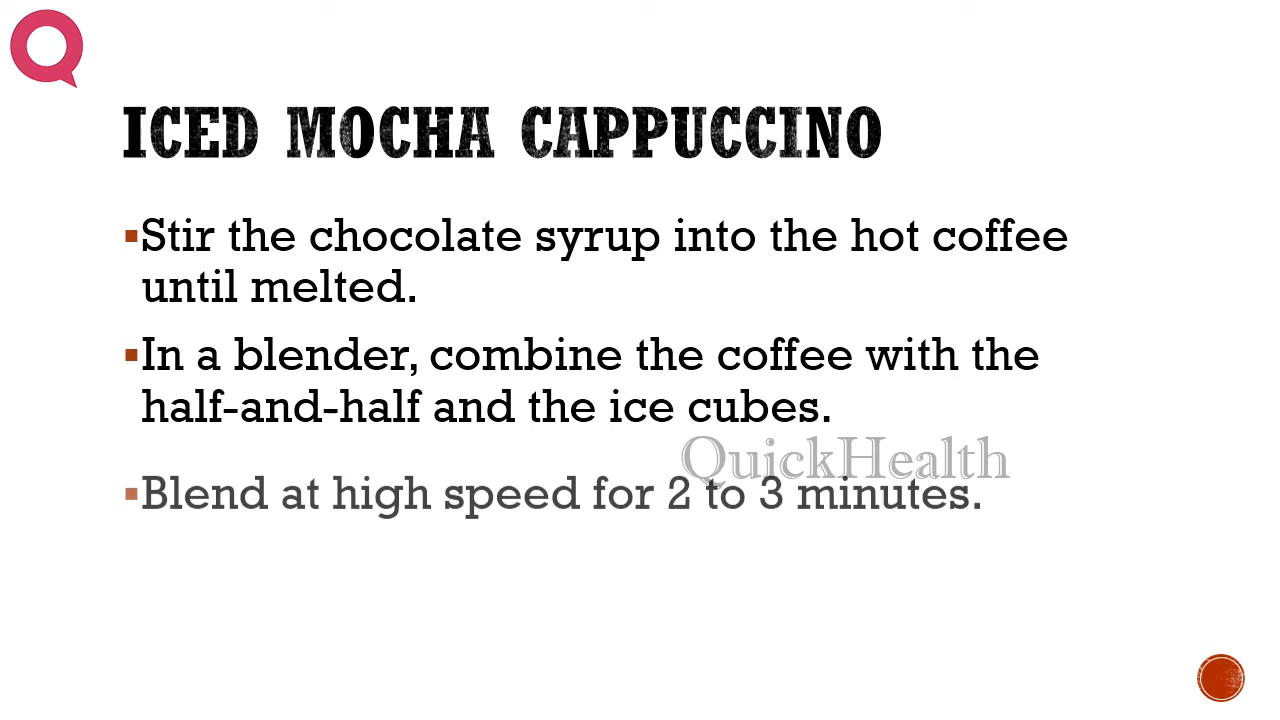 ICED MOCHA CAPPUCCINO
▪Stir the chocolate syrup into the hot coffee
until melted.
▪In a blender, combine the coffee with the
half-and-half and the ice cubes.
QuickHealth
▪Blend at high speed for 2 to 3 minutes.